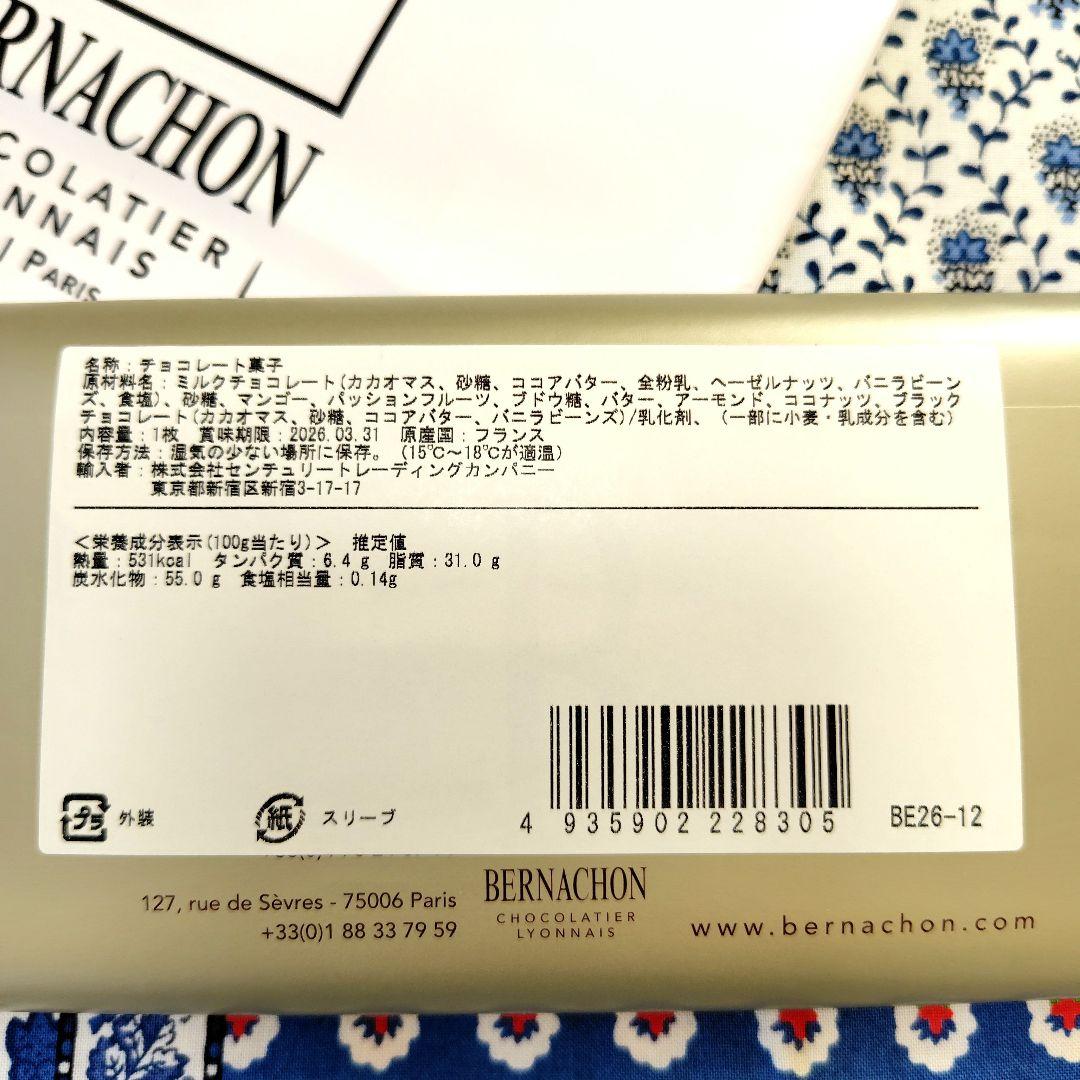 RNACHON
COLATIER
NNAIS
| PARIS
名称:チョコレート菓子
原材料名:ミルクチョコレート(カカオマス、砂糖、ココアバター、全粉乳、ヘーゼルナッツ、バニラビーン
ズ、食塩)、砂糖、マンゴー、パッションフルーツ、ブドウ糖、バター、アーモンド、ココナッツ、ブラック
チョコレート(カカオマス、砂糖、ココアバター、バニラビーンズ)/乳化剤、(一部に小麦・乳成分を含む)
内容量:1枚 賞味期限:2026.03.31 原産国:フランス
保存方法:湿気の少ない場所に保存。(15℃〜18℃が適温)
輸入者:株式会社センチュリートレーディングカンパニー
東京都新宿区新宿3-17-17
<栄養成分表示(100g当たり)> 推定値
熱量:531kcal タンパク質:6.4g 脂質:31.0g
炭水化物:55.0g 食塩相当量:0.14g
プラ 外装 紙 スリーブ
4 935902 228305
BE26-12
127, rue de Sèvres - 75006 Paris
+33(0)1 88 33 79 59
BERNACHON
CHOCOLATIER
LYONNAIS
www.bernachon.com